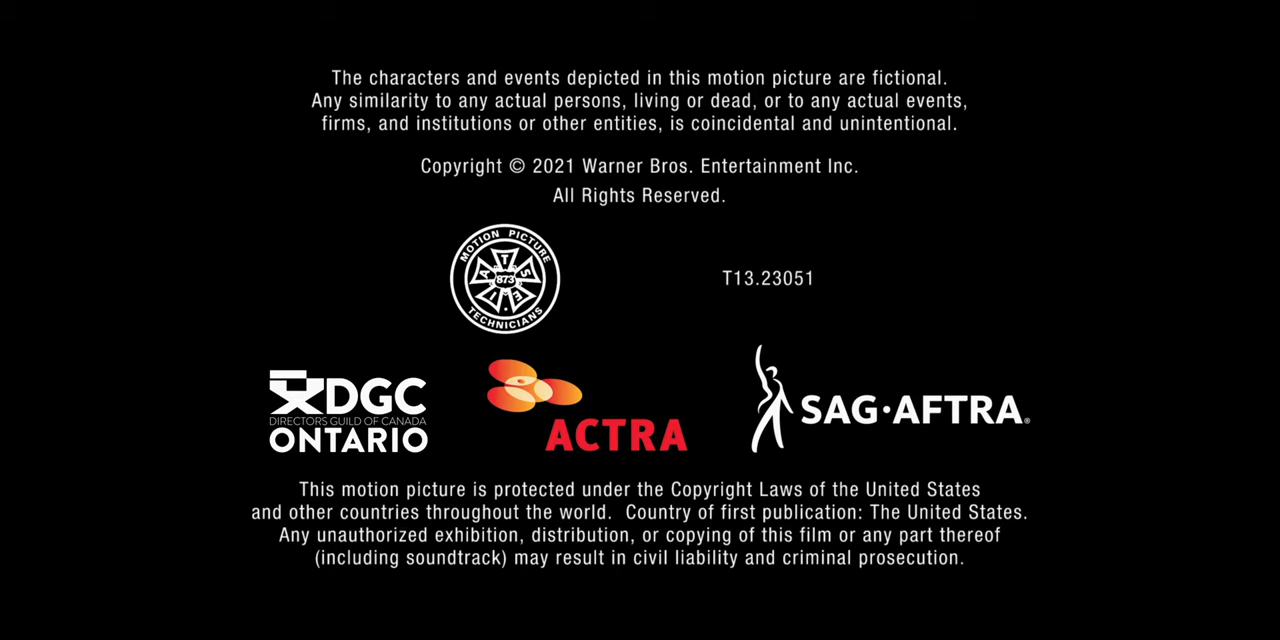 The characters and events depicted in this motion picture are fictional.
Any similarity to any actual persons, living or dead, or to any actual events,
firms, and institutions or other entities, is coincidental and unintentional.
Copyright © 2021 Warner Bros. Entertainment Inc.
All Rights Reserved.
MOTION PICTURE
I A T S E
873
TECHNICIANS
T13.23051
DGC
DIRECTORS GUILD OF CANADA
ONTARIO
ACTRA
SAG·AFTRA®
This motion picture is protected under the Copyright Laws of the United States
and other countries throughout the world. Country of first publication: The United States.
Any unauthorized exhibition, distribution, or copying of this film or any part thereof
(including soundtrack) may result in civil liability and criminal prosecution.